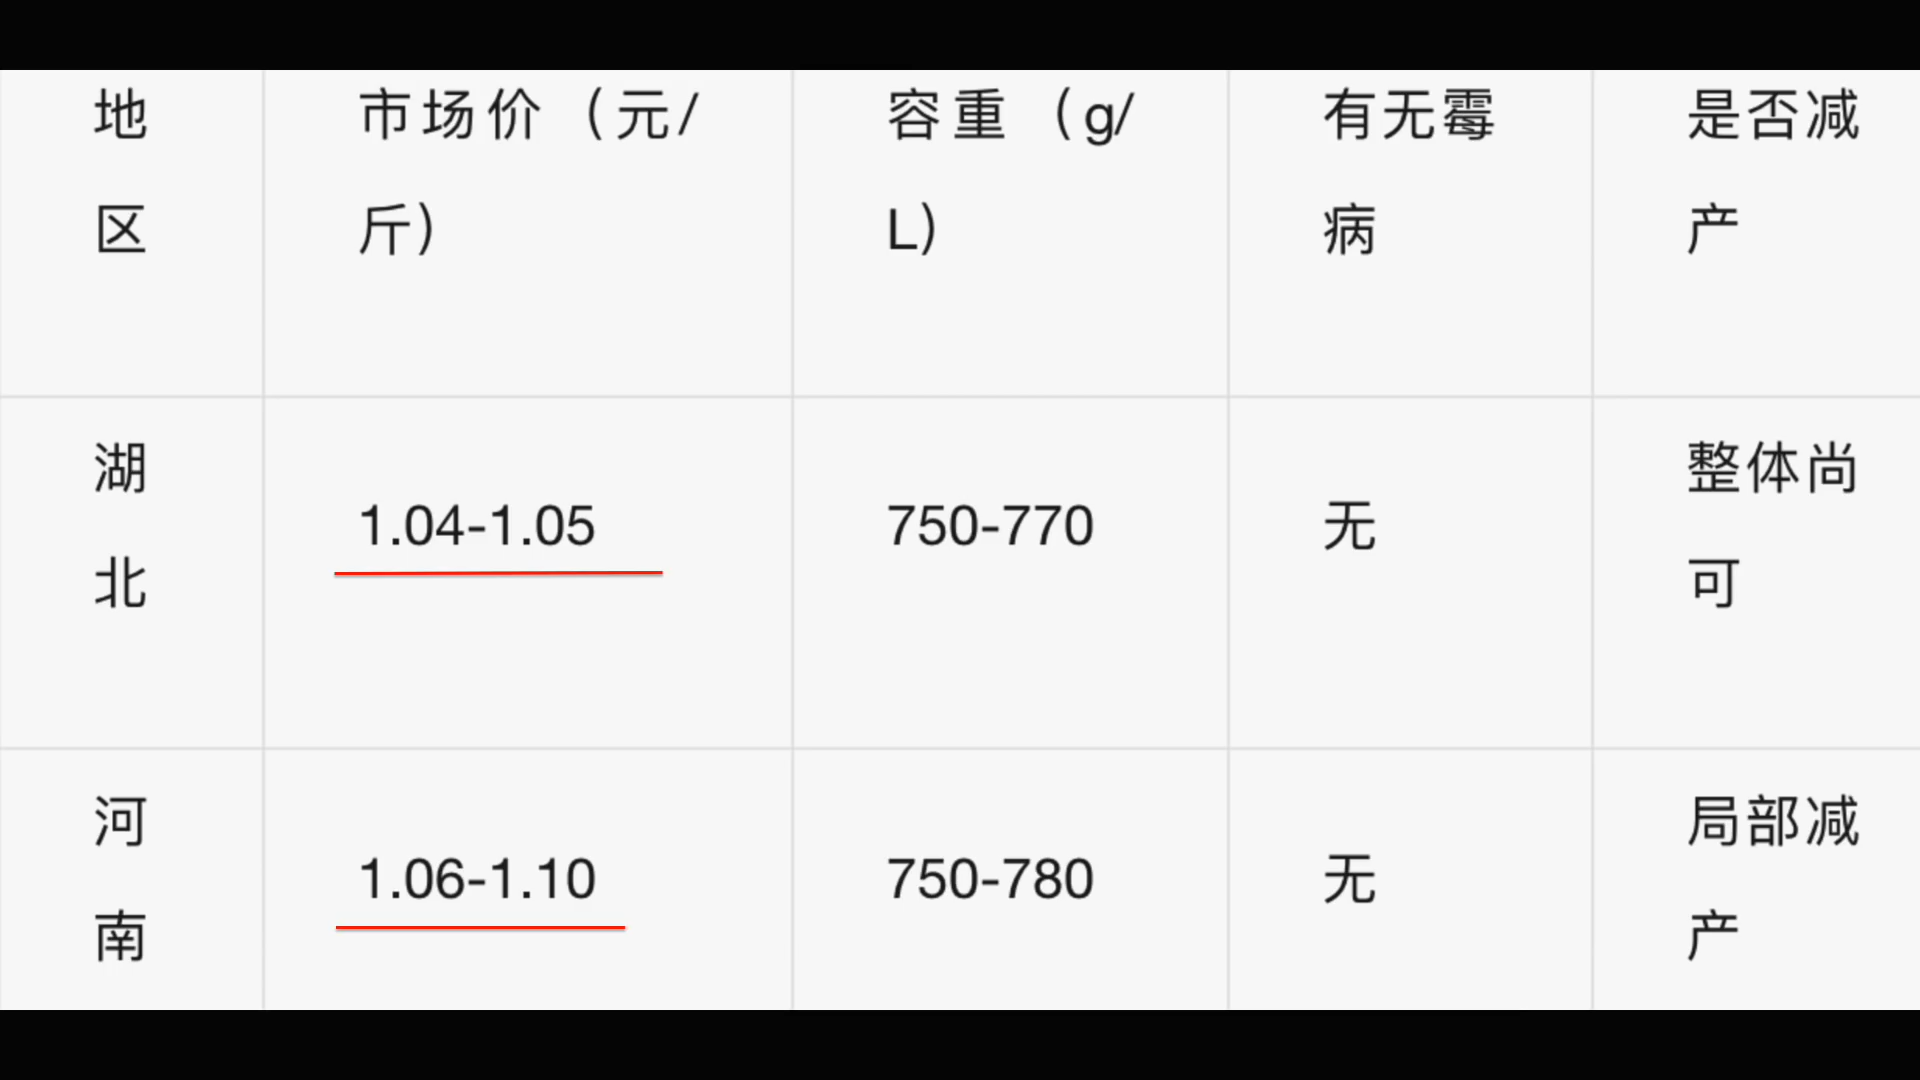 地区 市场价（元/斤） 容重（g/L） 有无霉病 是否减产
湖北 1.04-1.05 750-770 无 整体尚可
河南 1.06-1.10 750-780 无 局部减产